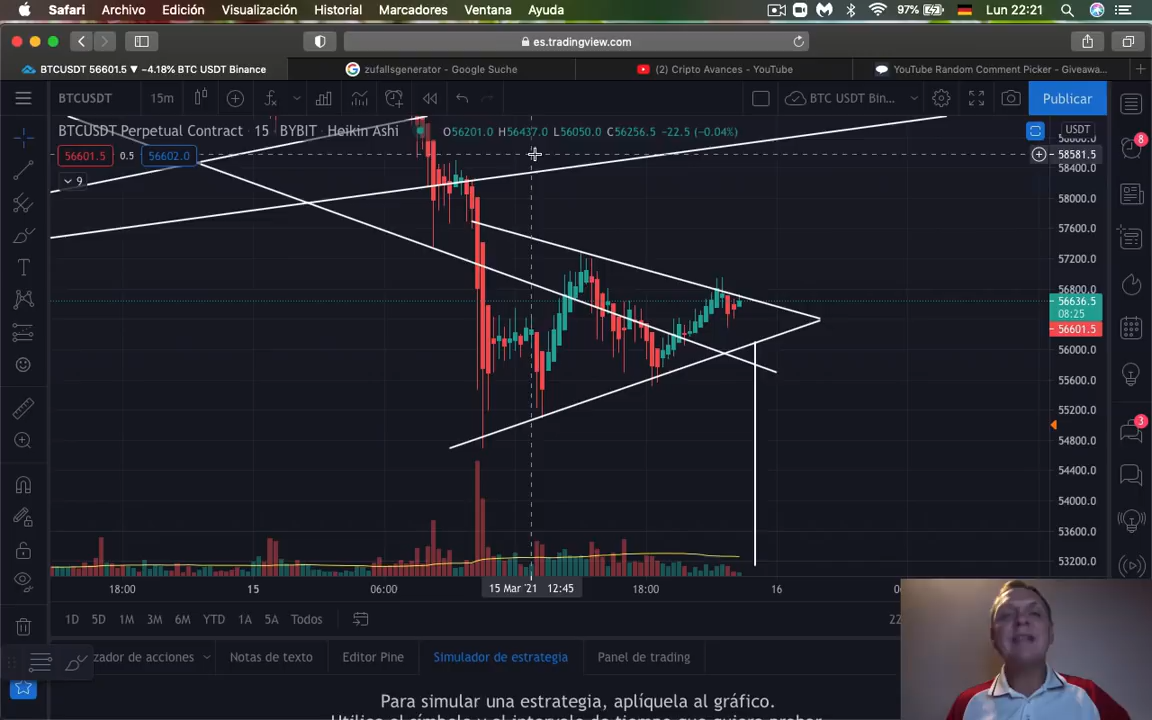 Safari Archivo Edición Visualización Historial Marcadores Ventana Ayuda 97% Lun 22:21
es.tradingview.com
BTCUSDT 56601.5 ▼ -4.18% BTC USDT Binance
zufallsgenerator - Google Suche
(2) Cripto Avances - YouTube
YouTube Random Comment Picker - Giveawa...
BTCUSDT 15m BTC USDT Bin... Publicar
BTCUSDT Perpetual Contract · 15 · BYBIT · Heikin Ashi O56201.0 H56437.0 L56050.0 C56256.5 -22.5 (-0.04%) USDT
56601.5 0.5 56602.0
9
58581.5
58400.0
58000.0
57600.0
57200.0
56800.0
56636.5
08:25
56601.5
56000.0
55600.0
55200.0
54800.0
54400.0
54000.0
53600.0
53200.0
8
3
18:00 15 06:00 15 Mar '21 12:45 18:00 16
1D 5D 1M 3M 6M YTD 1A 5A Todos
zador de acciones Notas de texto Editor Pine Simulador de estrategia Panel de trading
Para simular una estrategia, aplíquela al gráfico.